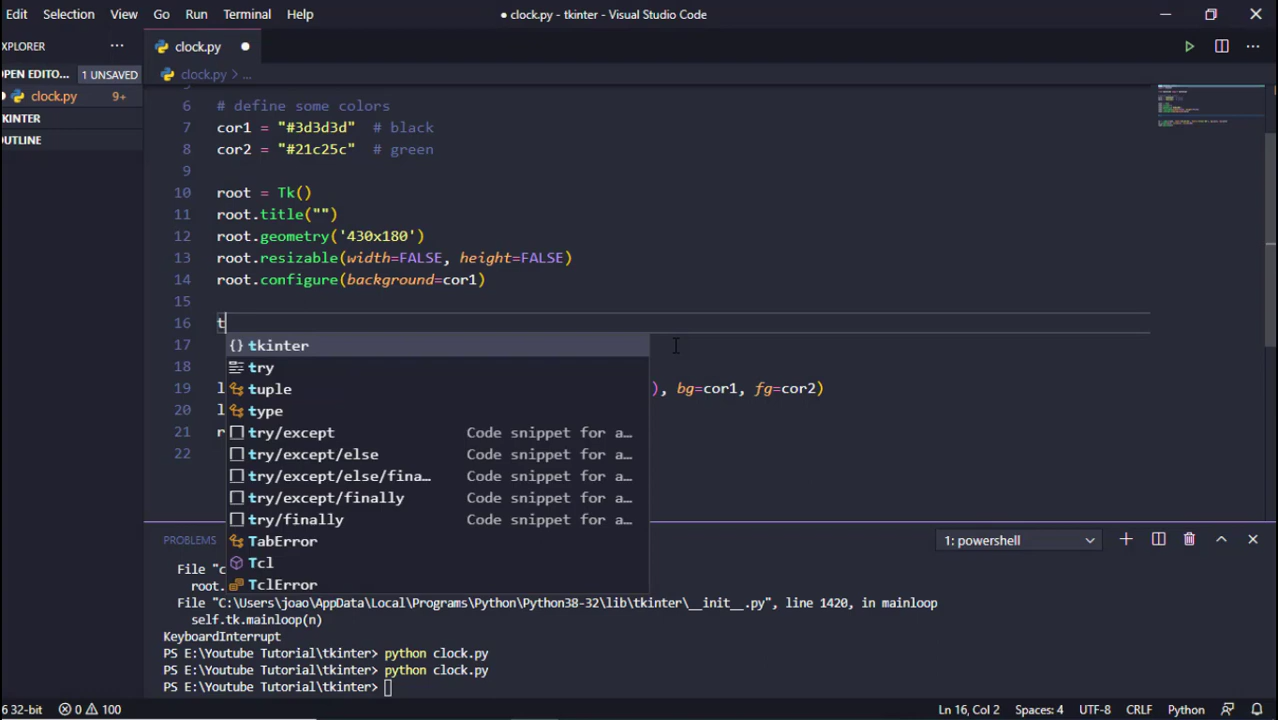 Edit Selection View Go Run Terminal Help
● clock.py - tkinter - Visual Studio Code
XPLORER ···
clock.py ●
OPEN EDITO... 1 UNSAVED
clock.py > ...
clock.py 9+
KINTER
OUTLINE
6 # define some colors
7 cor1 = "#3d3d3d" # black
8 cor2 = "#21c25c" # green
9
10 root = Tk()
11 root.title("")
12 root.geometry('430x180')
13 root.resizable(width=FALSE, height=FALSE)
14 root.configure(background=cor1)
15
16 t
17
18
19 l ), bg=cor1, fg=cor2)
20 l
21 r
22
{} tkinter
try
tuple
type
try/except Code snippet for a…
try/except/else Code snippet for a…
try/except/else/fina… Code snippet for a…
try/except/finally Code snippet for a…
try/finally Code snippet for a…
TabError
Tcl
TclError
PROBLEMS 1: powershell
File "c
root.
File "C:\Users\joao\AppData\Local\Programs\Python\Python38-32\lib\tkinter\__init__.py", line 1420, in mainloop
self.tk.mainloop(n)
KeyboardInterrupt
PS E:\Youtube Tutorial\tkinter> python clock.py
PS E:\Youtube Tutorial\tkinter> python clock.py
PS E:\Youtube Tutorial\tkinter>
6 32-bit 0 100 Ln 16, Col 2 Spaces: 4 UTF-8 CRLF Python